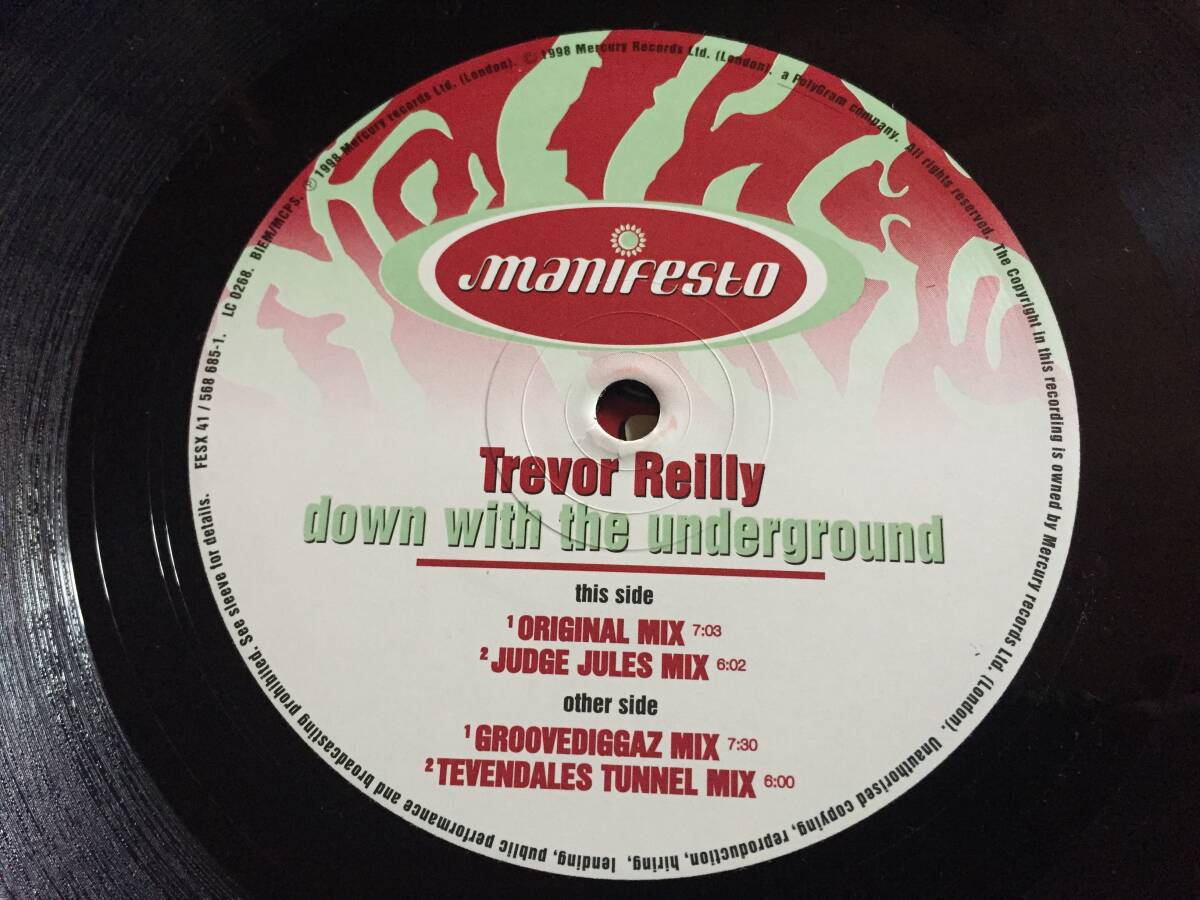 manifesto
Trevor Reilly
down with the underground
this side
1 ORIGINAL MIX 7:03
2 JUDGE JULES MIX 6:02
other side
1 GROOVEDIGGAZ MIX 7:30
2 TEVENDALES TUNNEL MIX 6:00
FESX 41 / 568 685-1. LC 0268. BIEM/MCPS. ℗ 1998 Mercury records Ltd. (London). © 1998 Mercury Records Ltd. (London). a PolyGram company. All rights reserved. The Copyright in this recording is owned by Mercury records Ltd. (London). Unauthorised copying, reproduction, hiring, lending, public performance and broadcasting prohibited. See sleeve for details.